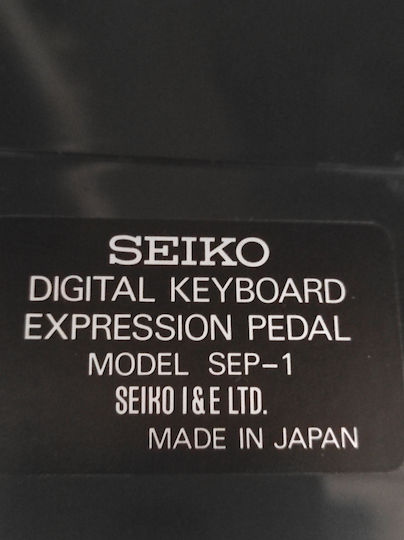 SEIKO
DIGITAL KEYBOARD
EXPRESSION PEDAL
MODEL SEP-1
SEIKO I & E LTD.
MADE IN JAPAN